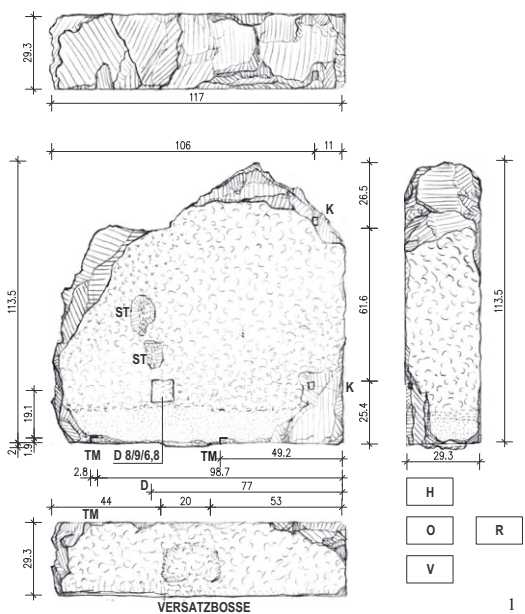 29.3
117
106 11
K
26.5
113.5
ST
61.6
113.5
ST
K
19.1
25.4
2 1.9
TM D 8/9/6,8 TM 49.2
29.3
2.8 98.7
D 77
44 20 53
TM
H
29.3
O R
V
VERSATZBOSSE
1